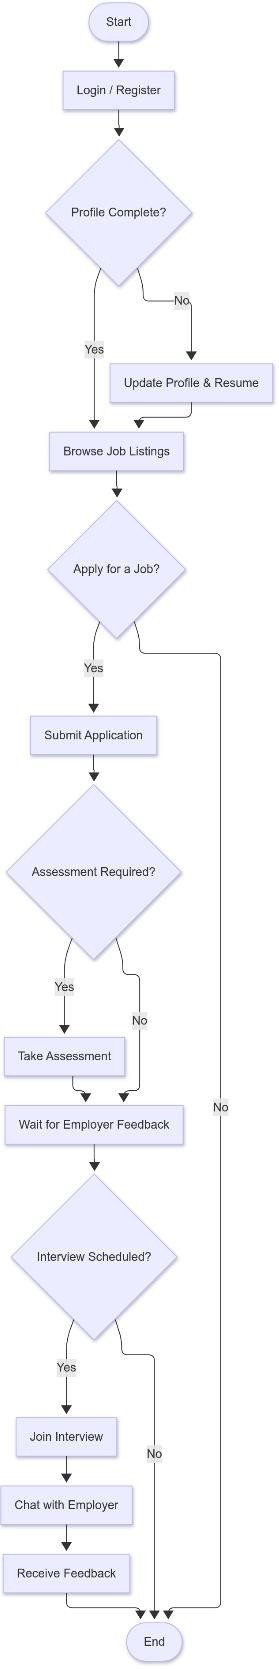 Start
Login / Register
Profile Complete?
No
Yes
Update Profile & Resume
Browse Job Listings
Apply for a Job?
Yes
Submit Application
Assessment Required?
Yes
No
Take Assessment
No
Wait for Employer Feedback
Interview Scheduled?
Yes
Join Interview
No
Chat with Employer
Receive Feedback
End